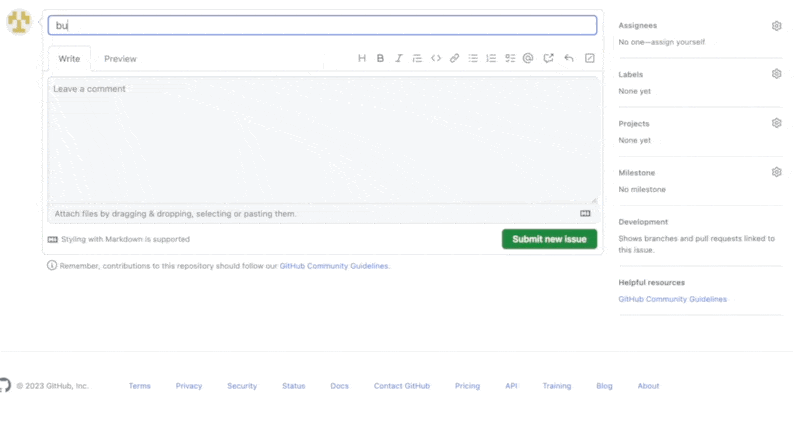 bu
Write Preview
Leave a comment
Attach files by dragging & dropping, selecting or pasting them.
Styling with Markdown is supported
Submit new issue
Remember, contributions to this repository should follow our GitHub Community Guidelines.
Assignees
No one—assign yourself
Labels
None yet
Projects
None yet
Milestone
No milestone
Development
Shows branches and pull requests linked to
this issue.
Helpful resources
GitHub Community Guidelines
© 2023 GitHub, Inc. Terms Privacy Security Status Docs Contact GitHub Pricing API Training Blog About